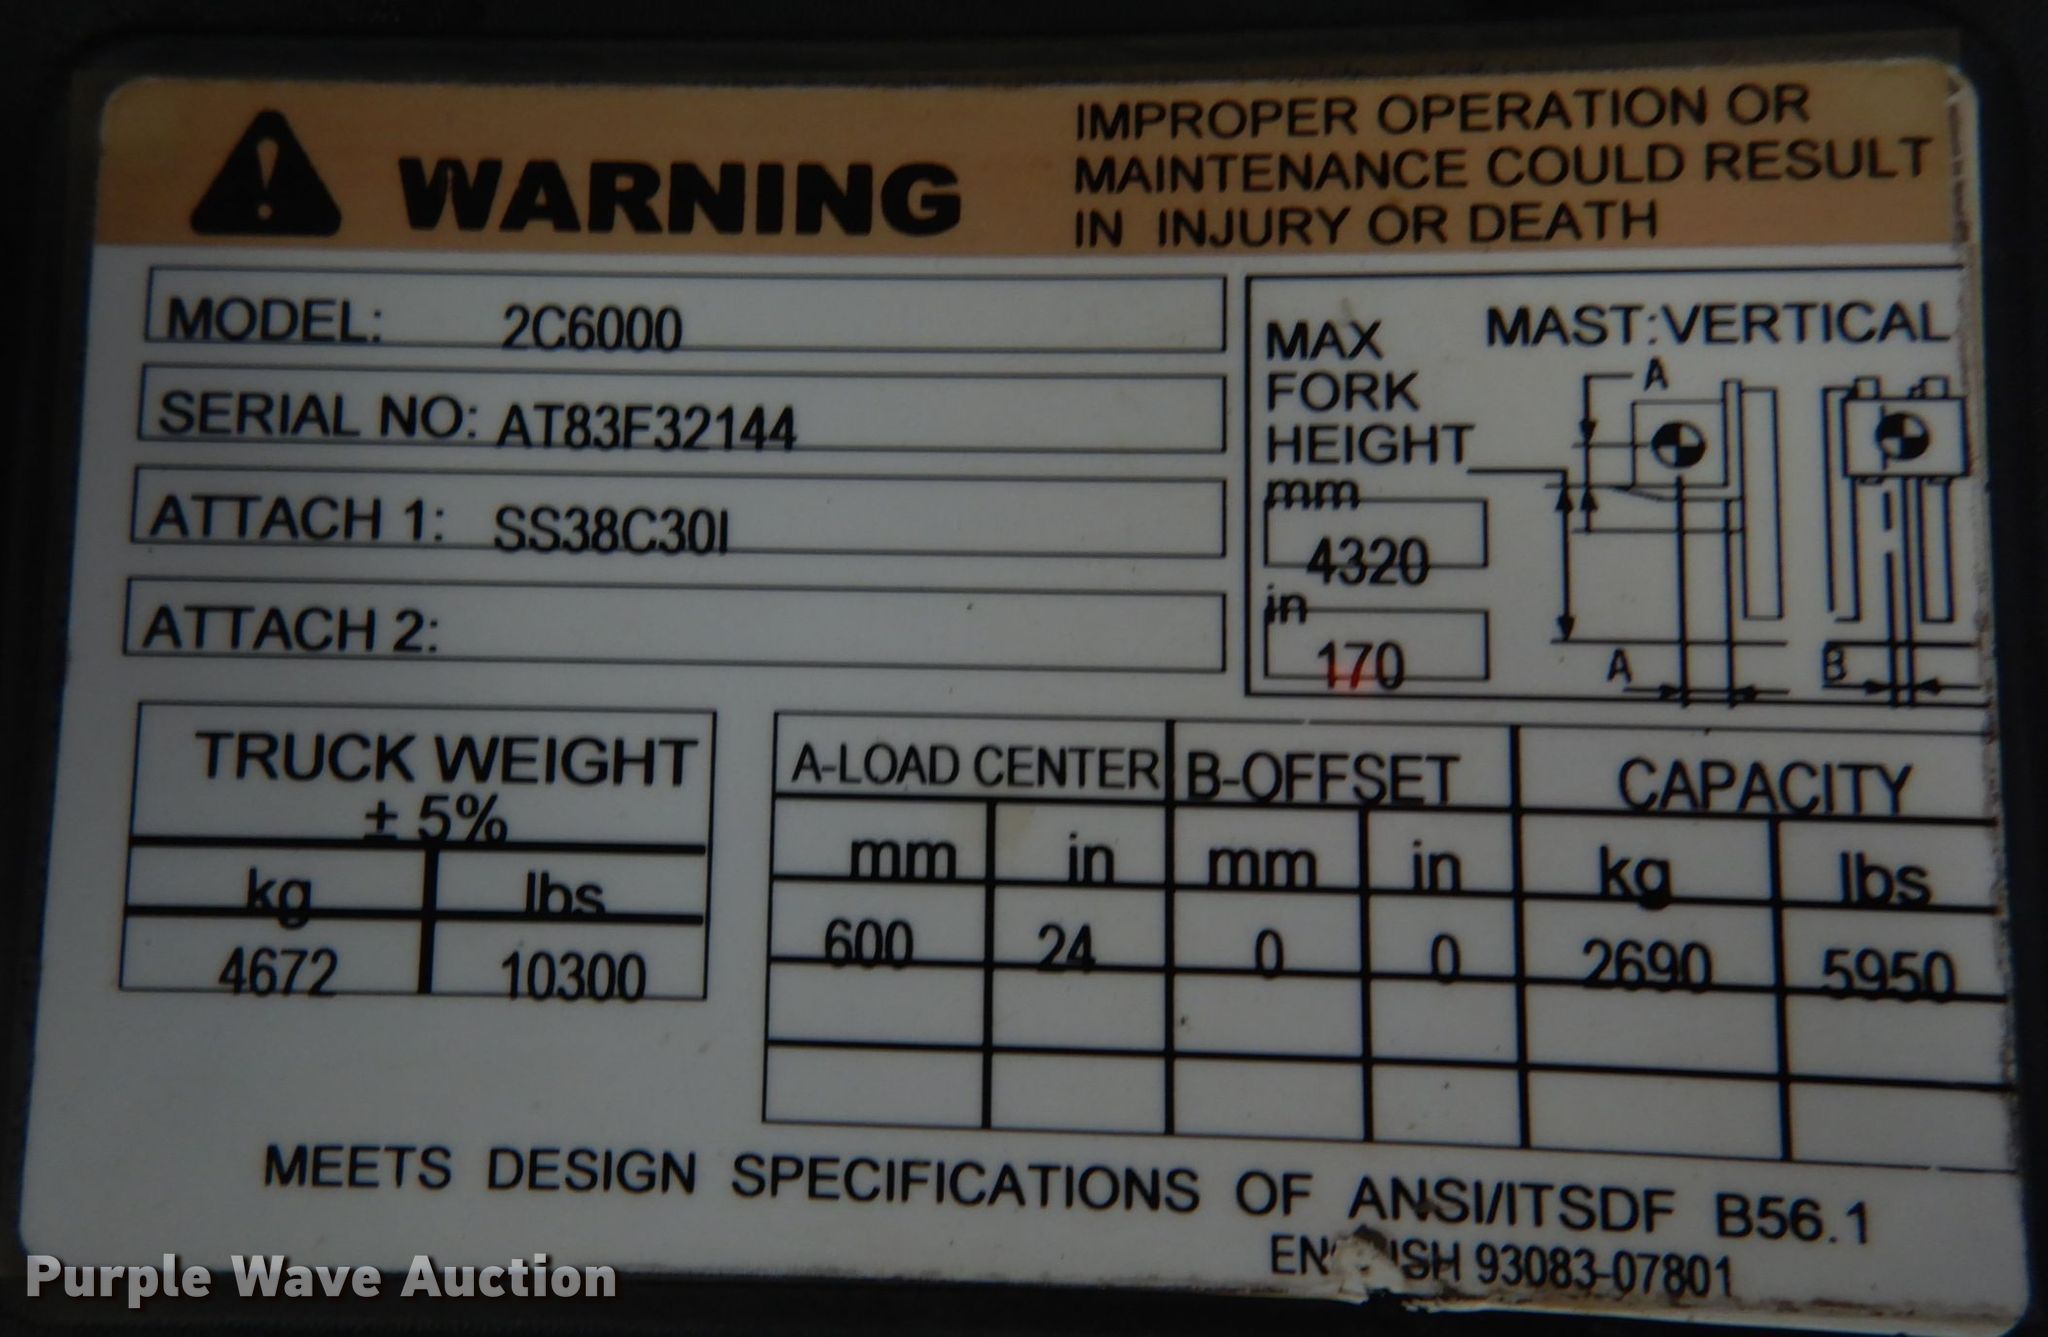 WARNING
IMPROPER OPERATION OR
MAINTENANCE COULD RESULT
IN INJURY OR DEATH
MODEL: 2C6000
SERIAL NO: AT83F32144
ATTACH 1: SS38C30I
ATTACH 2:
MAX
FORK
HEIGHT
mm
4320
in
170
MAST:VERTICAL
A
A
B
TRUCK WEIGHT
± 5%
kg lbs
4672 10300
A-LOAD CENTER B-OFFSET CAPACITY
mm in mm in kg lbs
600 24 0 0 2690 5950
MEETS DESIGN SPECIFICATIONS OF ANSI/ITSDF B56.1
93083-07801
Purple Wave Auction